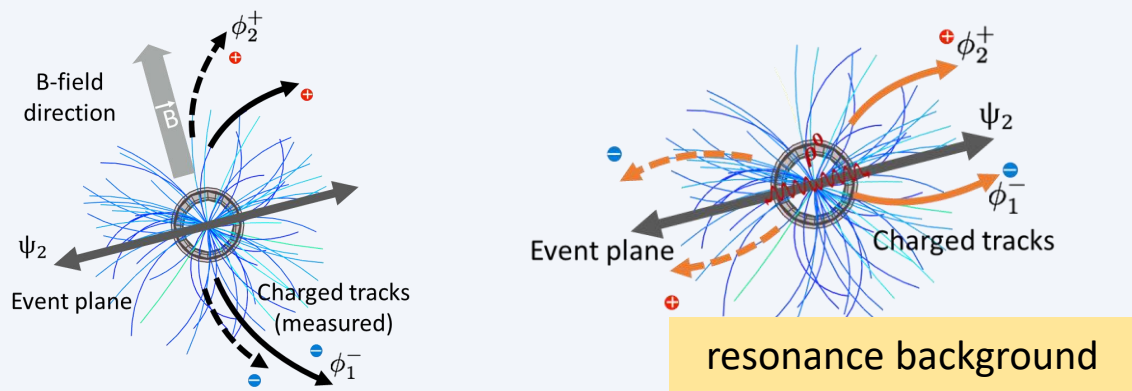 ϕ₂⁺
+
B-field
direction
B⃗
+
ψ₂
Event plane
Charged tracks
(measured)
−
ϕ₁⁻
−
+
ϕ₂⁺
ρ⁰
Ψ₂
−
−
ϕ₁⁻
Event plane
Charged tracks
+
resonance background